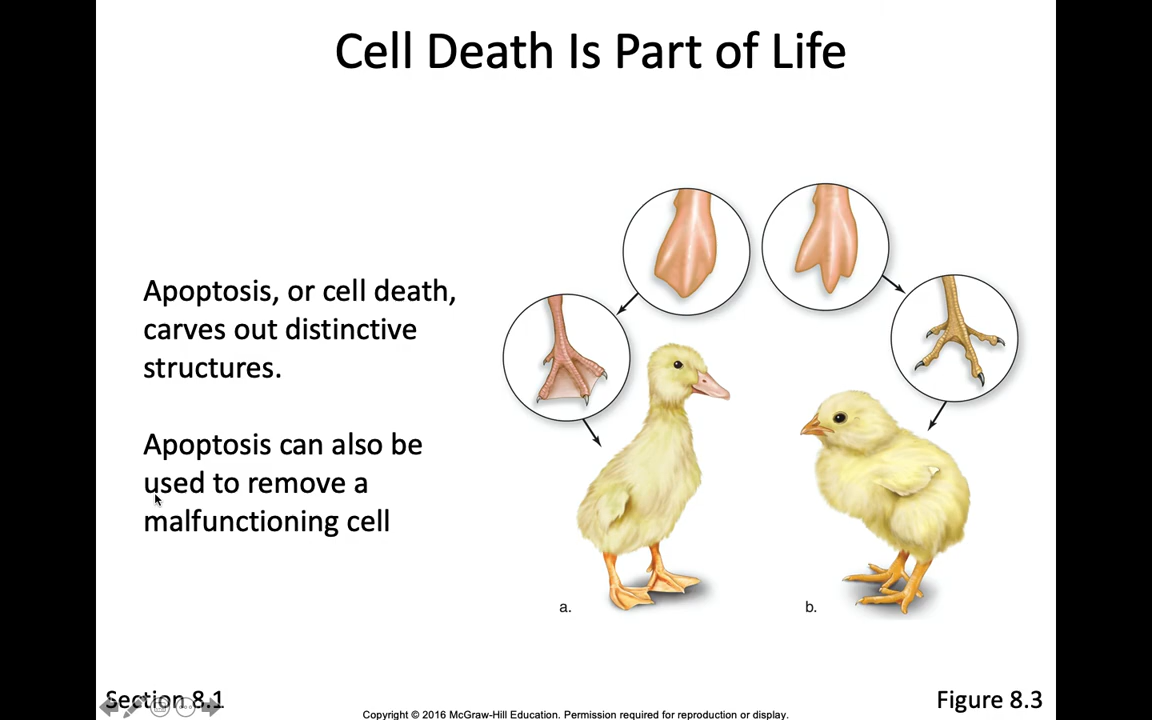 Cell Death Is Part of Life
Apoptosis, or cell death,
carves out distinctive
structures.
Apoptosis can also be
used to remove a
malfunctioning cell
a.
b.
Section 8.1
Figure 8.3
Copyright © 2016 McGraw-Hill Education. Permission required for reproduction or display.